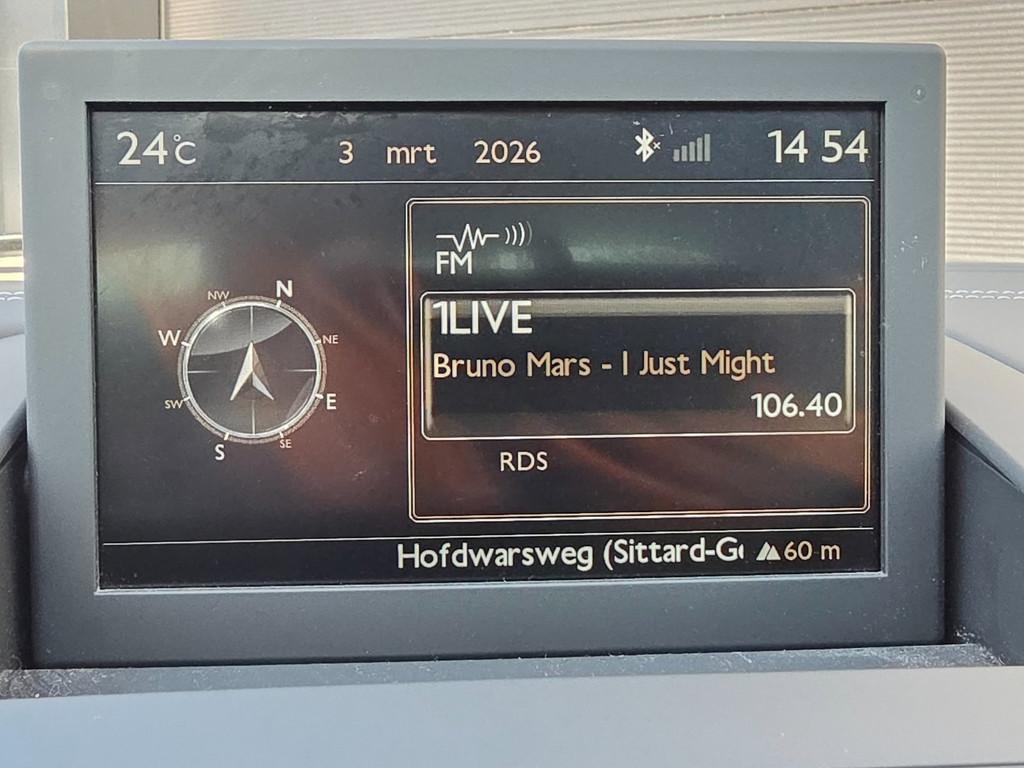 24°C 3 mrt 2026 14 54
FM
1LIVE
Bruno Mars - I Just Might
106.40
RDS
N
NW
NE
W
E
SW
SE
S
Hofdwarsweg (Sittard-G 60 m